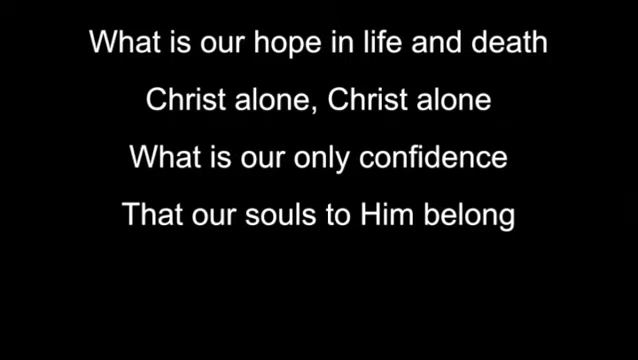 What is our hope in life and death
Christ alone, Christ alone
What is our only confidence
That our souls to Him belong